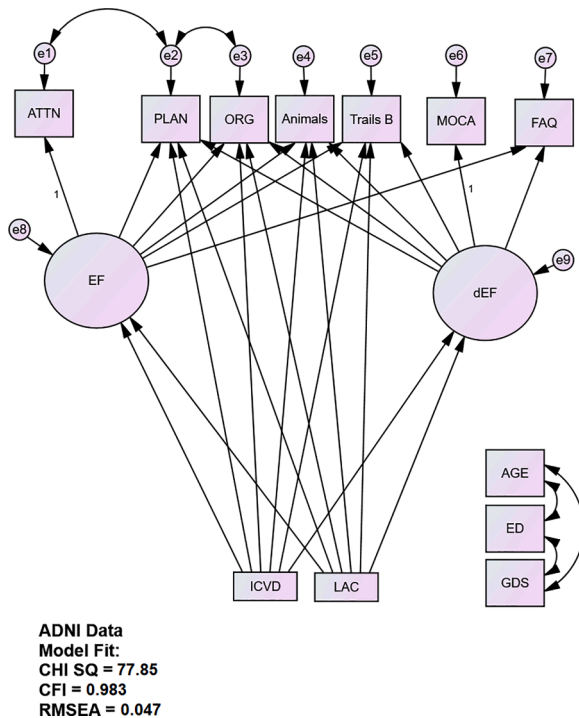 e1
e2
e3
e4
e5
e6
e7
ATTN
PLAN
ORG
Animals
Trails B
MOCA
FAQ
1
1
e8
e9
EF
dEF
AGE
ED
GDS
ICVD
LAC
ADNI Data
Model Fit:
CHI SQ = 77.85
CFI = 0.983
RMSEA = 0.047